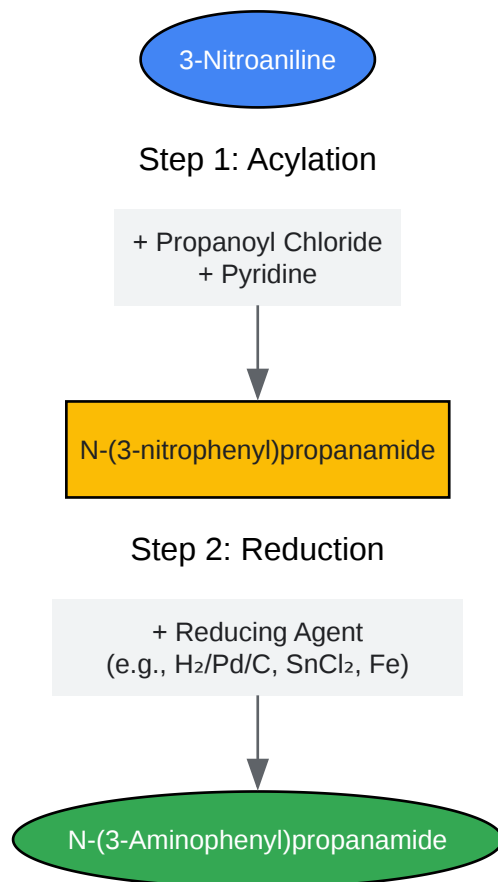 3-Nitroaniline
Step 1: Acylation
+ Propanoyl Chloride
+ Pyridine
N-(3-nitrophenyl)propanamide
Step 2: Reduction
+ Reducing Agent
(e.g., H₂/Pd/C, SnCl₂, Fe)
N-(3-Aminophenyl)propanamide